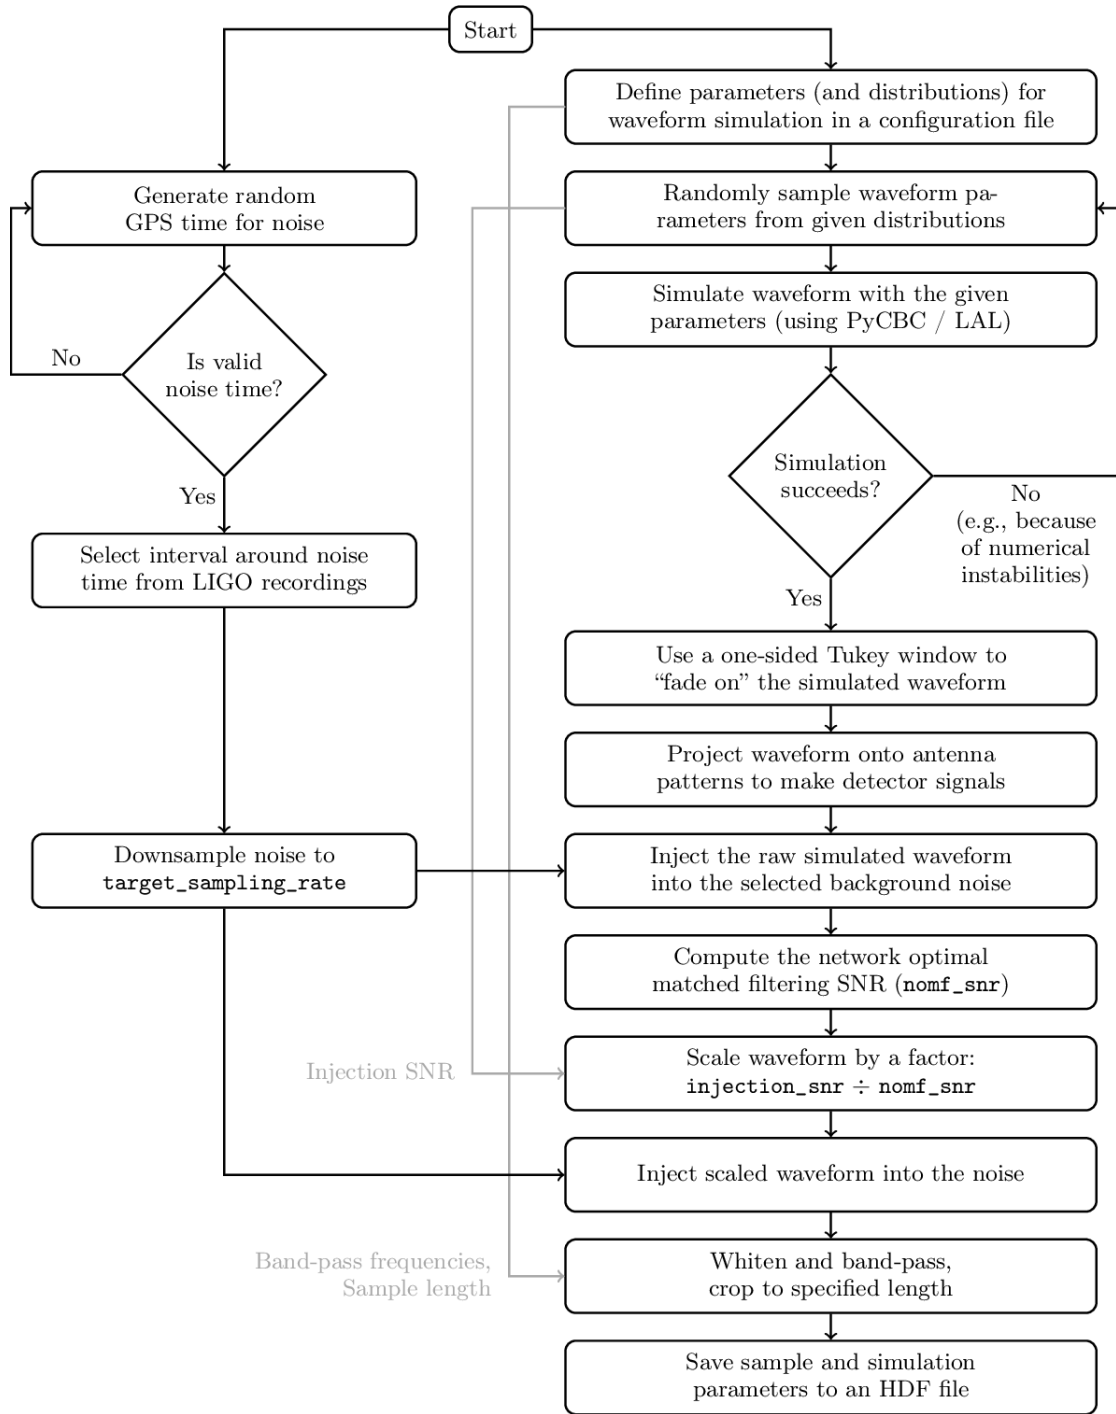 Start
Define parameters (and distributions) for
waveform simulation in a configuration file
Generate random
GPS time for noise
Randomly sample waveform pa-
rameters from given distributions
Simulate waveform with the given
parameters (using PyCBC / LAL)
No
Is valid
noise time?
Simulation
succeeds?
Yes
No
(e.g., because
of numerical
instabilities)
Select interval around noise
time from LIGO recordings
Yes
Use a one-sided Tukey window to
“fade on” the simulated waveform
Project waveform onto antenna
patterns to make detector signals
Downsample noise to
target_sampling_rate
Inject the raw simulated waveform
into the selected background noise
Compute the network optimal
matched filtering SNR (nomf_snr)
Injection SNR
Scale waveform by a factor:
injection_snr ÷ nomf_snr
Inject scaled waveform into the noise
Band-pass frequencies,
Sample length
Whiten and band-pass,
crop to specified length
Save sample and simulation
parameters to an HDF file